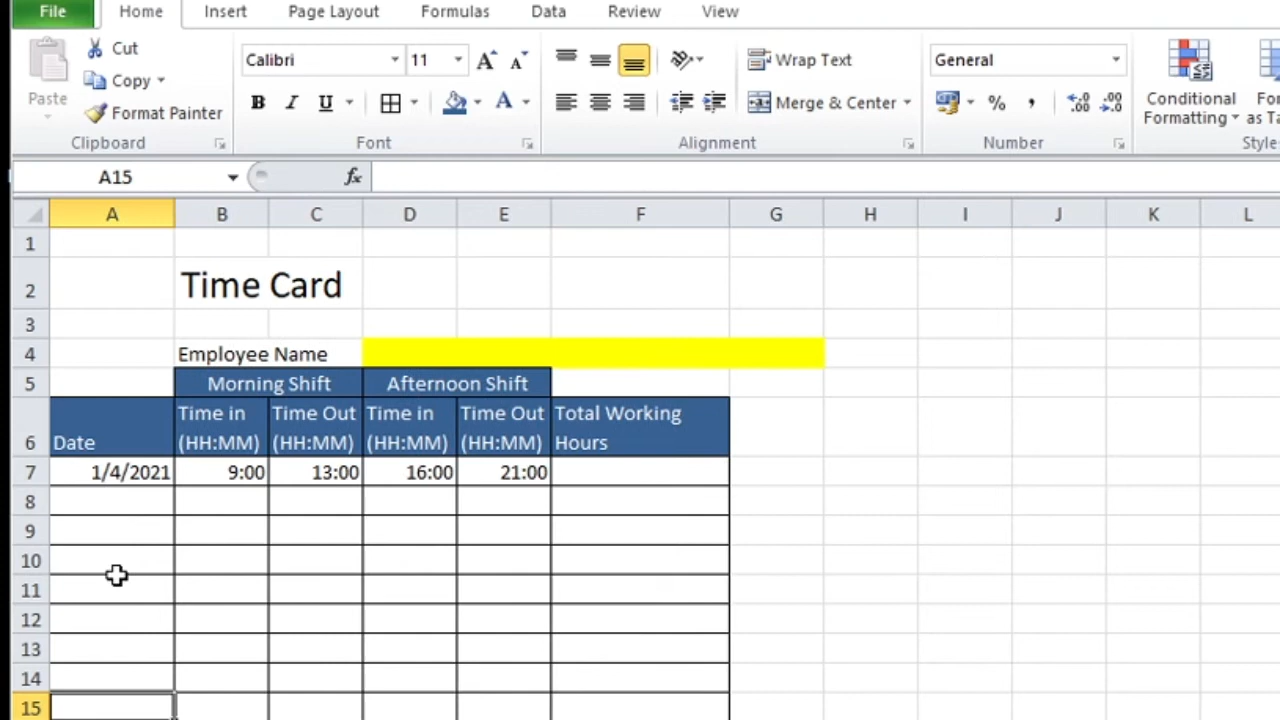 File Home Insert Page Layout Formulas Data Review View
Cut
Copy
Paste
Format Painter
Clipboard
Calibri 11
B I U A
Font
Wrap Text
Merge & Center
Alignment
General
% , .00
Number
Conditional
Formatting
For
as Ta
Style
A15 fx
A B C D E F G H I J K L
1
2 Time Card
3
4 Employee Name
5 Morning Shift Afternoon Shift
6 Date Time in (HH:MM) Time Out (HH:MM) Time in (HH:MM) Time Out (HH:MM) Total Working Hours
7 1/4/2021 9:00 13:00 16:00 21:00
8
9
10
11
12
13
14
15